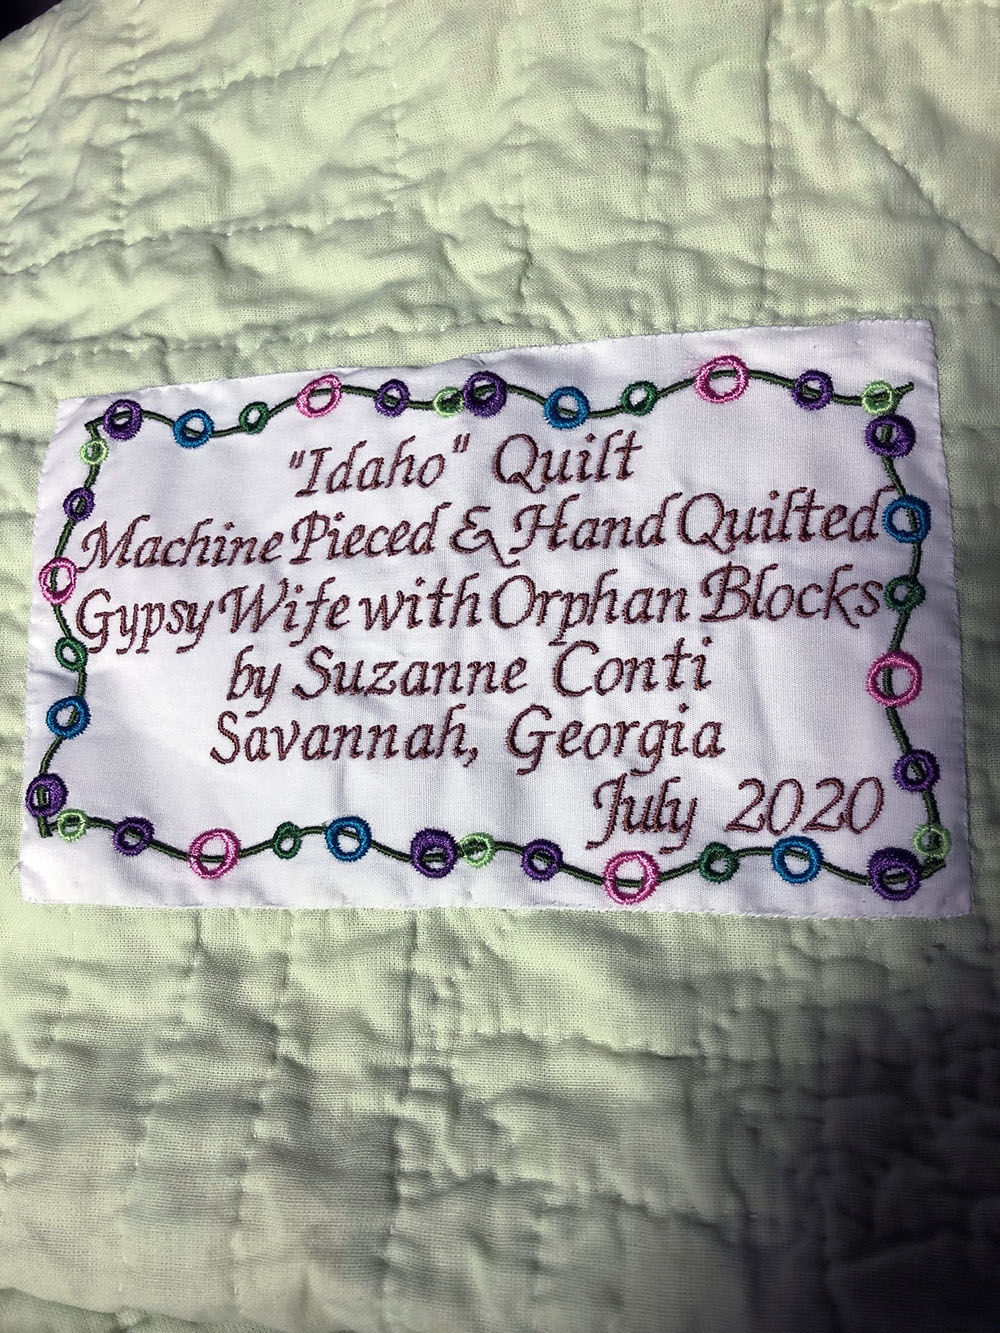 "Idaho" Quilt
Machine Pieced & Hand Quilted
Gypsy Wife with Orphan Blocks
by Suzanne Conti
Savannah, Georgia
July 2020